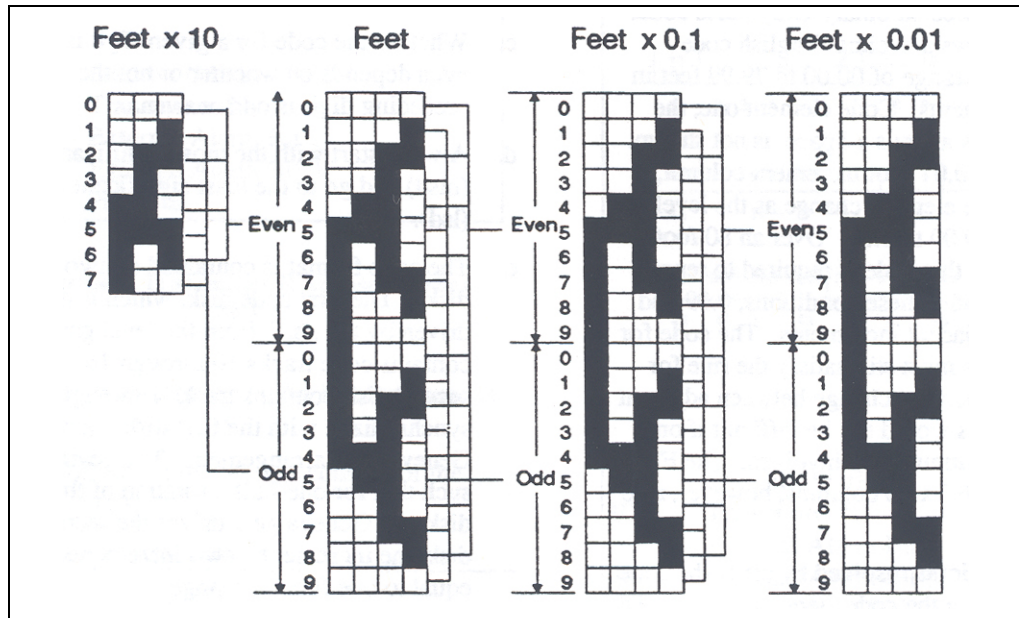 Feet x 10 Feet Feet x 0.1 Feet x 0.01
0 0 0 0
1 1 1 1
2 2 2 2
3 3 3 3
4 4 4 4
5 Even 5 Even 5 Even 5
6 6 6 6
7 7 7 7
8 8 8
9 9 9
0 0 0
1 1 1
2 2 2
3 3 3
4 4 4
Odd 5 Odd 5 Odd 5
6 6 6
7 7 7
8 8 8
9 9 9